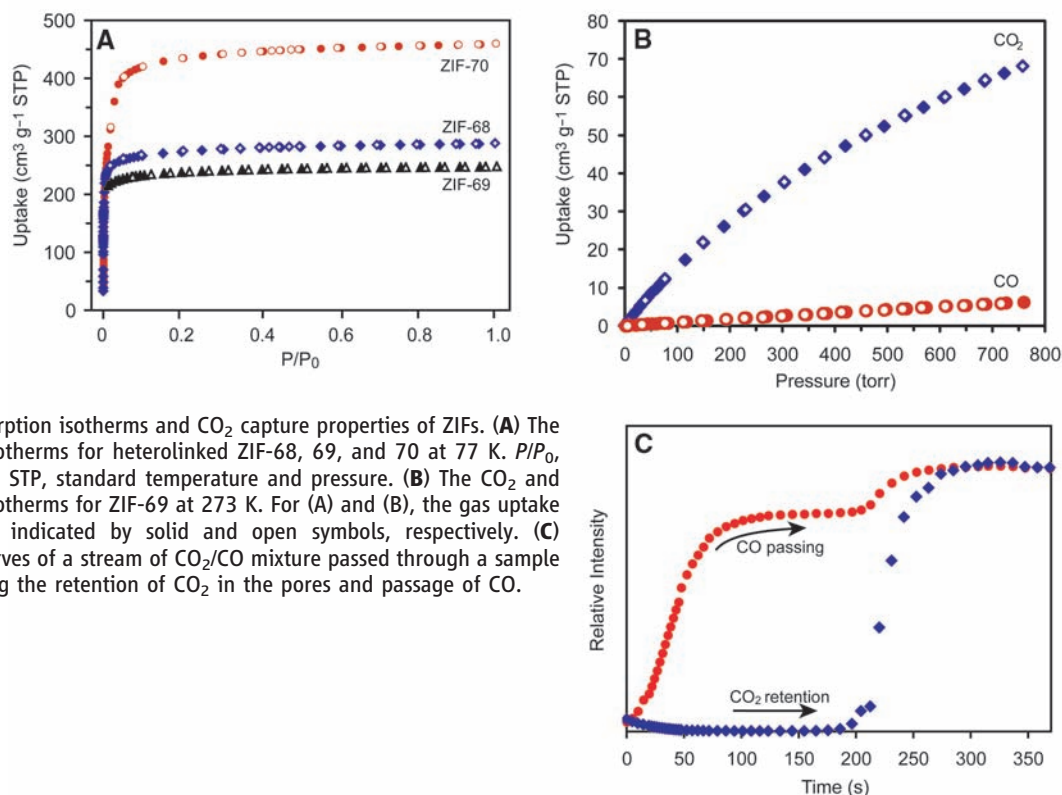 A
500
400
300
200
100
0
Uptake (cm³ g⁻¹ STP)
ZIF-70
ZIF-68
ZIF-69
0
0.2
0.4
0.6
0.8
1.0
P/P₀
B
80
70
60
50
40
30
20
10
0
Uptake (cm³ g⁻¹ STP)
CO₂
CO
0
100
200
300
400
500
600
700
800
Pressure (torr)
rption isotherms and CO₂ capture properties of ZIFs. (A) The
otherms for heterolinked ZIF-68, 69, and 70 at 77 K. P/P₀,
STP, standard temperature and pressure. (B) The CO₂ and
otherms for ZIF-69 at 273 K. For (A) and (B), the gas uptake
indicated by solid and open symbols, respectively. (C)
rves of a stream of CO₂/CO mixture passed through a sample
g the retention of CO₂ in the pores and passage of CO.
C
Relative Intensity
CO passing
CO₂ retention
0
50
100
150
200
250
300
350
Time (s)